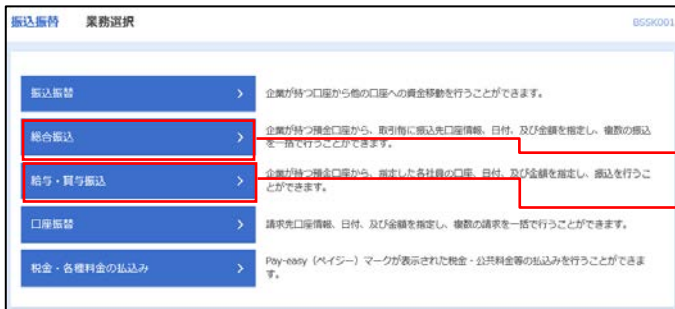 振込振替 業務選択 BSSK001
振込振替 企業が持つ口座から他の口座への資金移動を行うことができます。
総合振込 企業が持つ預金口座から、取引毎に振込先口座情報、日付、及び金額を指定し、複数の振込
を一括で行うことができます。
給与・賞与振込 企業が持つ預金口座から、指定した各社員の口座、日付、及び金額を指定し、振込を行うこ
とができます。
口座振替 請求先口座情報、日付、及び金額を指定し、複数の請求を一括で行うことができます。
税金・各種料金の払込み Pay-easy（ペイジー）マークが表示された税金・公共料金等の払込みを行うことができま
す。